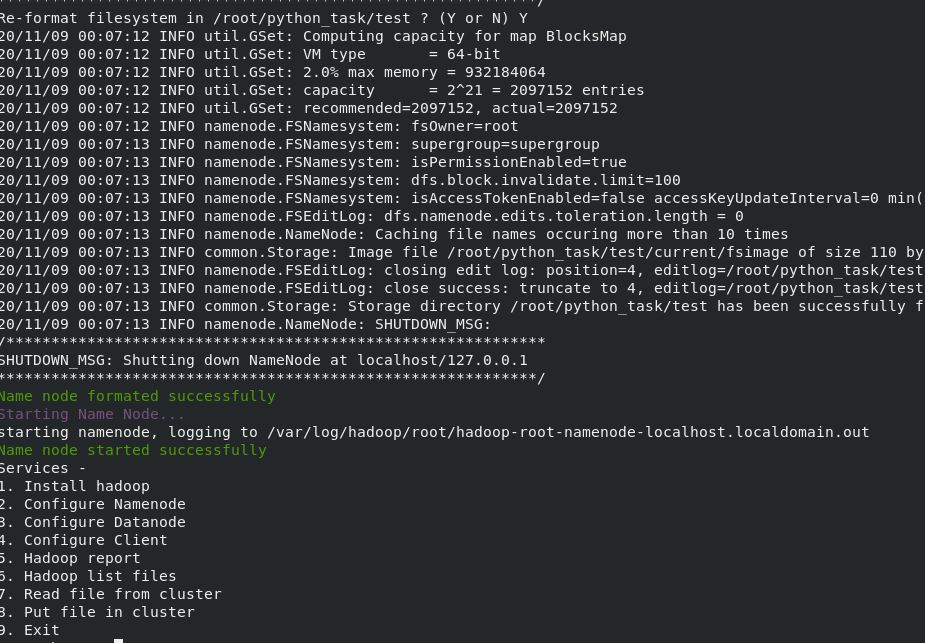 ************************************************************/
Re-format filesystem in /root/python_task/test ? (Y or N) Y
20/11/09 00:07:12 INFO util.GSet: Computing capacity for map BlocksMap
20/11/09 00:07:12 INFO util.GSet: VM type       = 64-bit
20/11/09 00:07:12 INFO util.GSet: 2.0% max memory = 932184064
20/11/09 00:07:12 INFO util.GSet: capacity      = 2^21 = 2097152 entries
20/11/09 00:07:12 INFO util.GSet: recommended=2097152, actual=2097152
20/11/09 00:07:12 INFO namenode.FSNamesystem: fsOwner=root
20/11/09 00:07:13 INFO namenode.FSNamesystem: supergroup=supergroup
20/11/09 00:07:13 INFO namenode.FSNamesystem: isPermissionEnabled=true
20/11/09 00:07:13 INFO namenode.FSNamesystem: dfs.block.invalidate.limit=100
20/11/09 00:07:13 INFO namenode.FSNamesystem: isAccessTokenEnabled=false accessKeyUpdateInterval=0 min(
20/11/09 00:07:13 INFO namenode.FSEditLog: dfs.namenode.edits.toleration.length = 0
20/11/09 00:07:13 INFO namenode.NameNode: Caching file names occuring more than 10 times
20/11/09 00:07:13 INFO common.Storage: Image file /root/python_task/test/current/fsimage of size 110 by
20/11/09 00:07:13 INFO namenode.FSEditLog: closing edit log: position=4, editlog=/root/python_task/test
20/11/09 00:07:13 INFO namenode.FSEditLog: close success: truncate to 4, editlog=/root/python_task/test
20/11/09 00:07:13 INFO common.Storage: Storage directory /root/python_task/test has been successfully f
20/11/09 00:07:13 INFO namenode.NameNode: SHUTDOWN_MSG:
/************************************************************
SHUTDOWN_MSG: Shutting down NameNode at localhost/127.0.0.1
************************************************************/
Name node formated successfully
Starting Name Node...
starting namenode, logging to /var/log/hadoop/root/hadoop-root-namenode-localhost.localdomain.out
Name node started successfully
Services -
1. Install hadoop
2. Configure Namenode
3. Configure Datanode
4. Configure Client
5. Hadoop report
6. Hadoop list files
7. Read file from cluster
8. Put file in cluster
9. Exit